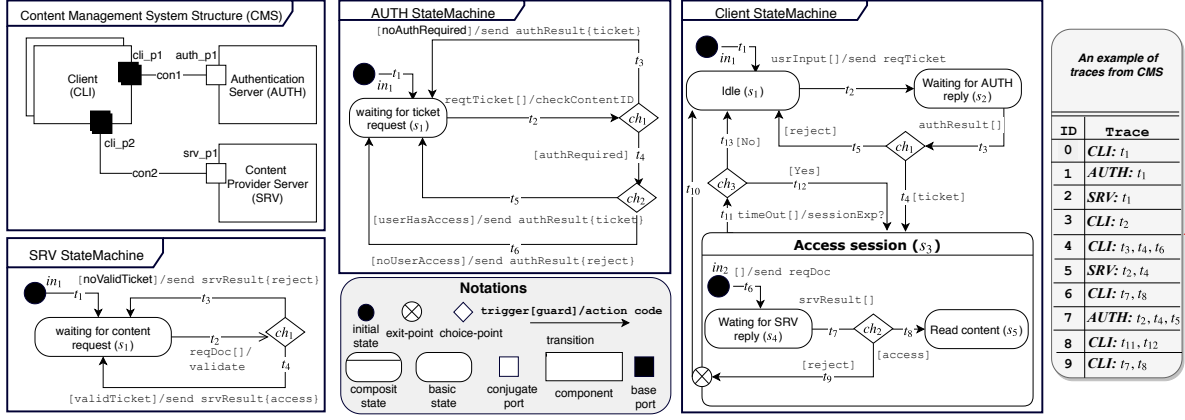 Content Management System Structure (CMS)
cli_p1
auth_p1
Client
(CLI)
con1
Authentication
Server (AUTH)
cli_p2
srv_p1
con2
Content
Provider Server
(SRV)
SRV StateMachine
in1
[noValidTicket]/send srvResult{reject}
t1
t3
waiting for content
request (s1)
t2
ch1
reqDoc[]/
validate
t4
[validTicket]/send srvResult{access}
AUTH StateMachine
[noAuthRequired]/send authResult{ticket}
t1
in1
t3
waiting for ticket
request (s1)
reqtTicket[]/checkContentID
t2
ch1
[authRequired]
t4
t5
ch2
[userHasAccess]/send authResult{ticket}
t6
[noUserAccess]/send authResult{reject}
Notations
initial
state
exit-point
choice-point
trigger[guard]/action code
transition
composit
state
basic
state
conjugate
port
component
base
port
Client StateMachine
in1
t1
usrInput[]/send reqTicket
Idle (s1)
t2
Waiting for AUTH
reply (s2)
authResult[]
[reject]
t5
ch1
t3
t13
[No]
[Yes]
t12
ch3
t10
t4
[ticket]
t11
timeOut[]/sessionExp?
Access session (s3)
in2
[]/send reqDoc
t6
srvResult[]
Wating for SRV
reply (s4)
t7
ch2
t8
Read content (s5)
[access]
[reject]
t9
An example of
traces from CMS
ID Trace
0 CLI: t1
1 AUTH: t1
2 SRV: t1
3 CLI: t2
4 CLI: t3, t4, t6
5 SRV: t2, t4
6 CLI: t7, t8
7 AUTH: t2, t4, t5
8 CLI: t11, t12
9 CLI: t7, t8